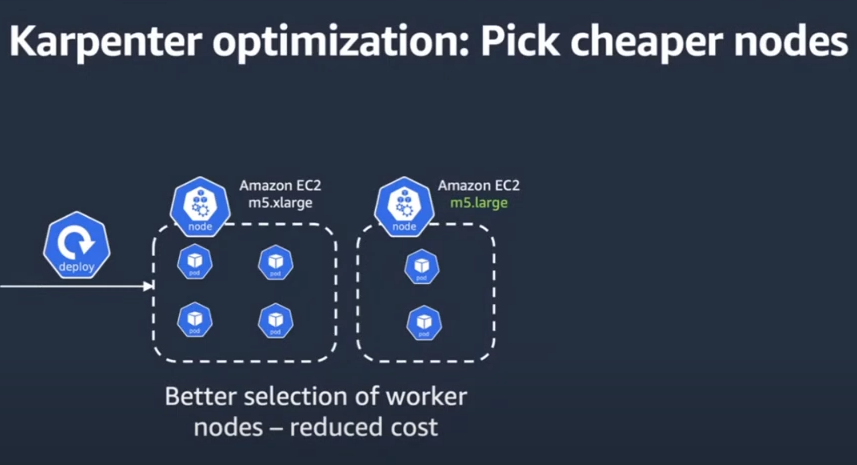 Karpenter optimization: Pick cheaper nodes
Amazon EC2
m5.xlarge
Amazon EC2
m5.large
node
node
deploy
pod
pod
pod
pod
pod
pod
Better selection of worker
nodes – reduced cost